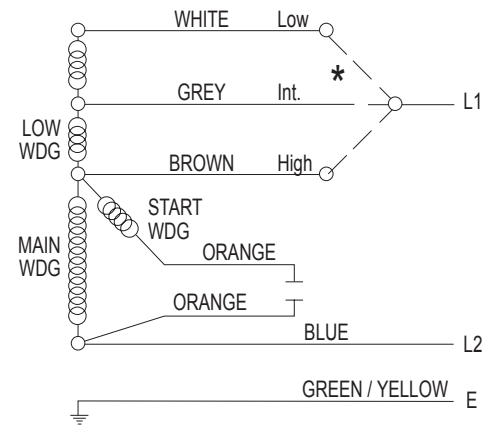 WHITE Low
*
GREY Int.
L1
LOW
WDG
BROWN High
START
WDG
MAIN
WDG
ORANGE
ORANGE
BLUE
L2
GREEN / YELLOW
E